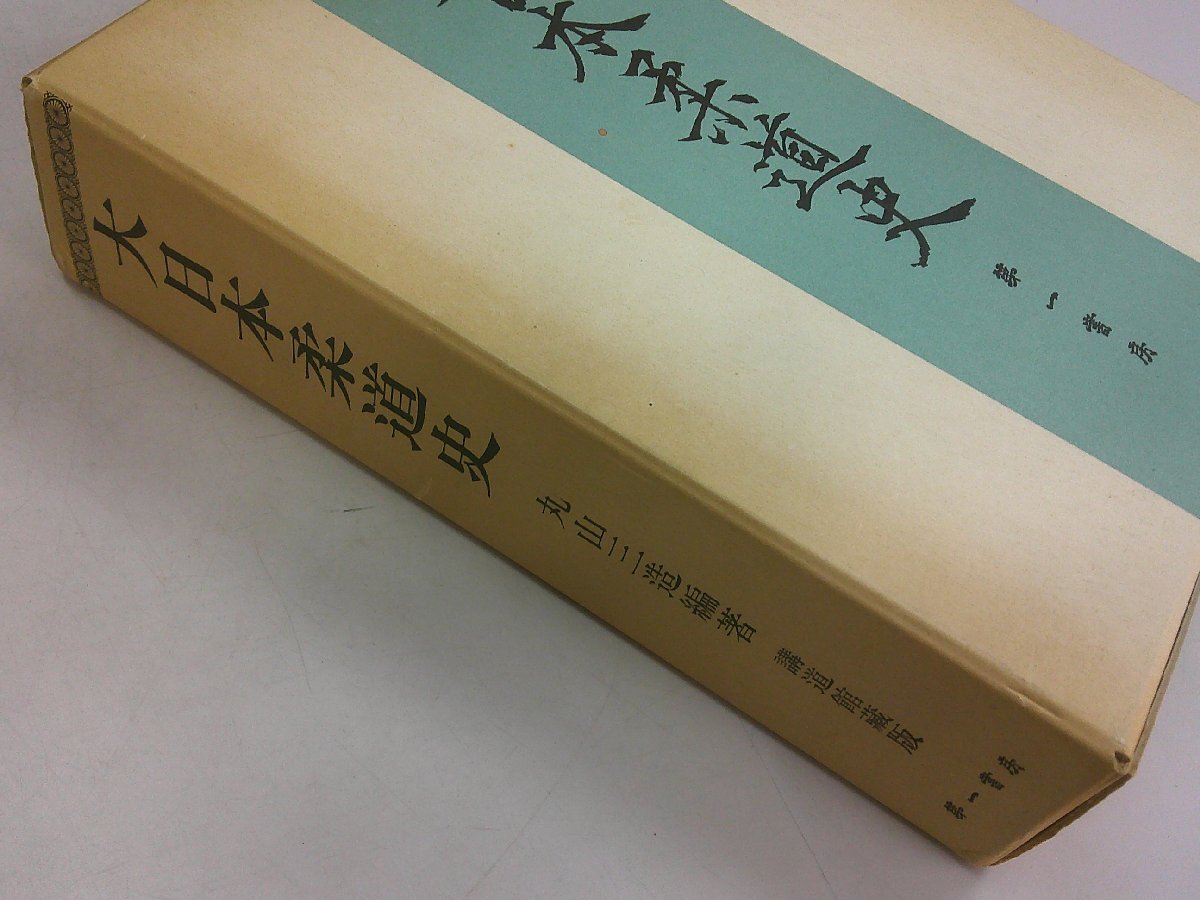 大日本柔道史
丸山三造編著
講道館蔵版
第一書房
本柔道史
第一書房